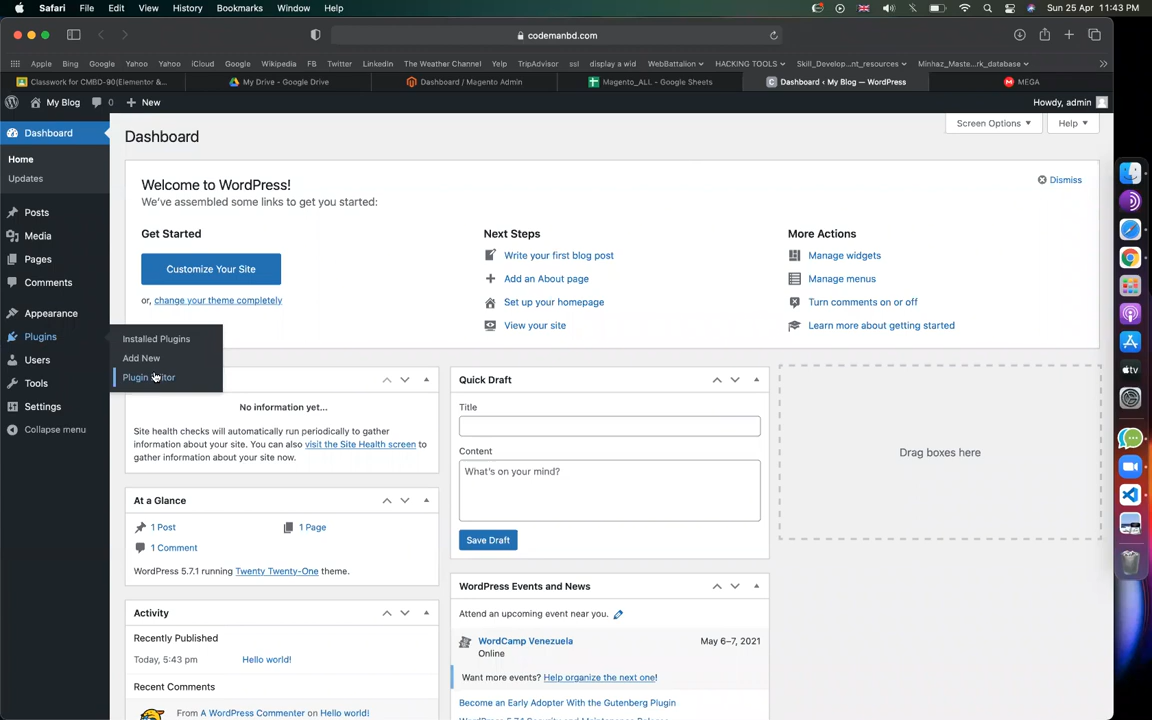 Safari File Edit View History Bookmarks Window Help Sun 25 Apr 11:43 PM
codemanbd.com
Apple Bing Google Yahoo Yahoo iCloud Google Wikipedia FB Twitter Linkedin The Weather Channel Yelp TripAdvisor ssl display a wid WebBattalion HACKING TOOLS Skill_Develop...nt_resources Minhaz_Maste...rk_database
Classwork for CMBD-90(Elementor &... My Drive - Google Drive Dashboard / Magento Admin Magento_ALL - Google Sheets Dashboard ‹ My Blog — WordPress MEGA
My Blog 0 New Howdy, admin
Dashboard
Home
Updates
Posts
Media
Pages
Comments
Appearance
Plugins
Users
Tools
Settings
Collapse menu
Installed Plugins
Add New
Plugin Editor
Screen Options Help
Dashboard
Welcome to WordPress!
We've assembled some links to get you started:
Dismiss
Get Started
Customize Your Site
or, change your theme completely
Next Steps
Write your first blog post
Add an About page
Set up your homepage
View your site
More Actions
Manage widgets
Manage menus
Turn comments on or off
Learn more about getting started
No information yet...
Site health checks will automatically run periodically to gather
information about your site. You can also visit the Site Health screen to
gather information about your site now.
At a Glance
1 Post 1 Page
1 Comment
WordPress 5.7.1 running Twenty Twenty-One theme.
Activity
Recently Published
Today, 5:43 pm Hello world!
Recent Comments
From A WordPress Commenter on Hello world!
Quick Draft
Title
Content
What's on your mind?
Save Draft
WordPress Events and News
Attend an upcoming event near you.
WordCamp Venezuela May 6–7, 2021
Online
Want more events? Help organize the next one!
Become an Early Adopter With the Gutenberg Plugin
Drag boxes here
tv